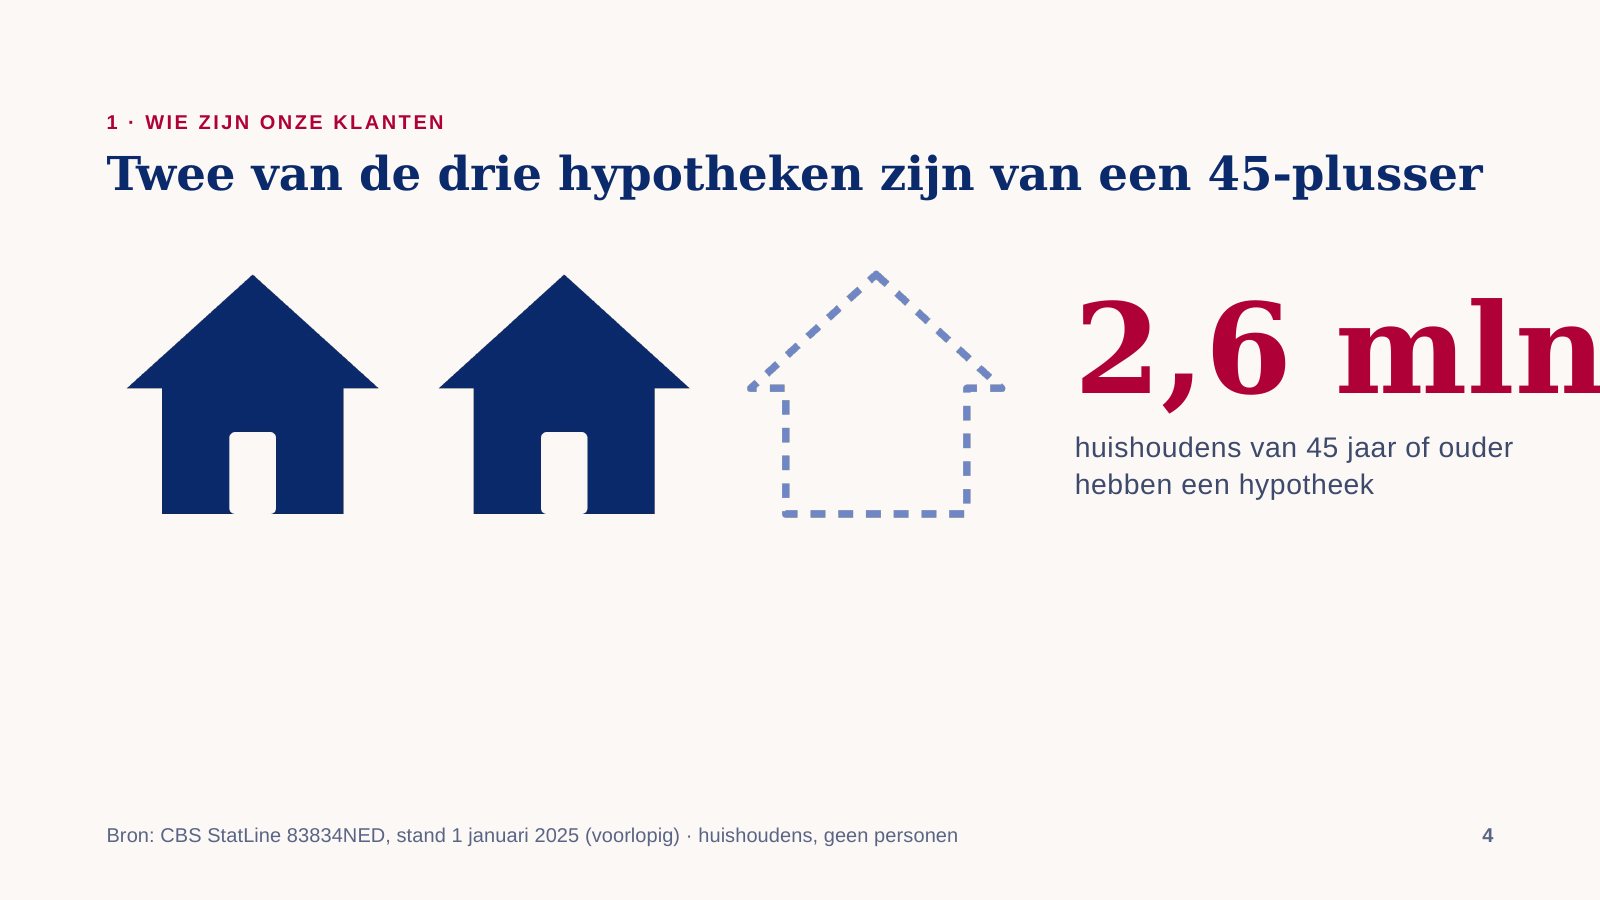 1 · WIE ZIJN ONZE KLANTEN
Twee van de drie hypotheken zijn van een 45-plusser
2,6 mln
huishoudens van 45 jaar of ouder
hebben een hypotheek
Bron: CBS StatLine 83834NED, stand 1 januari 2025 (voorlopig) · huishoudens, geen personen
4